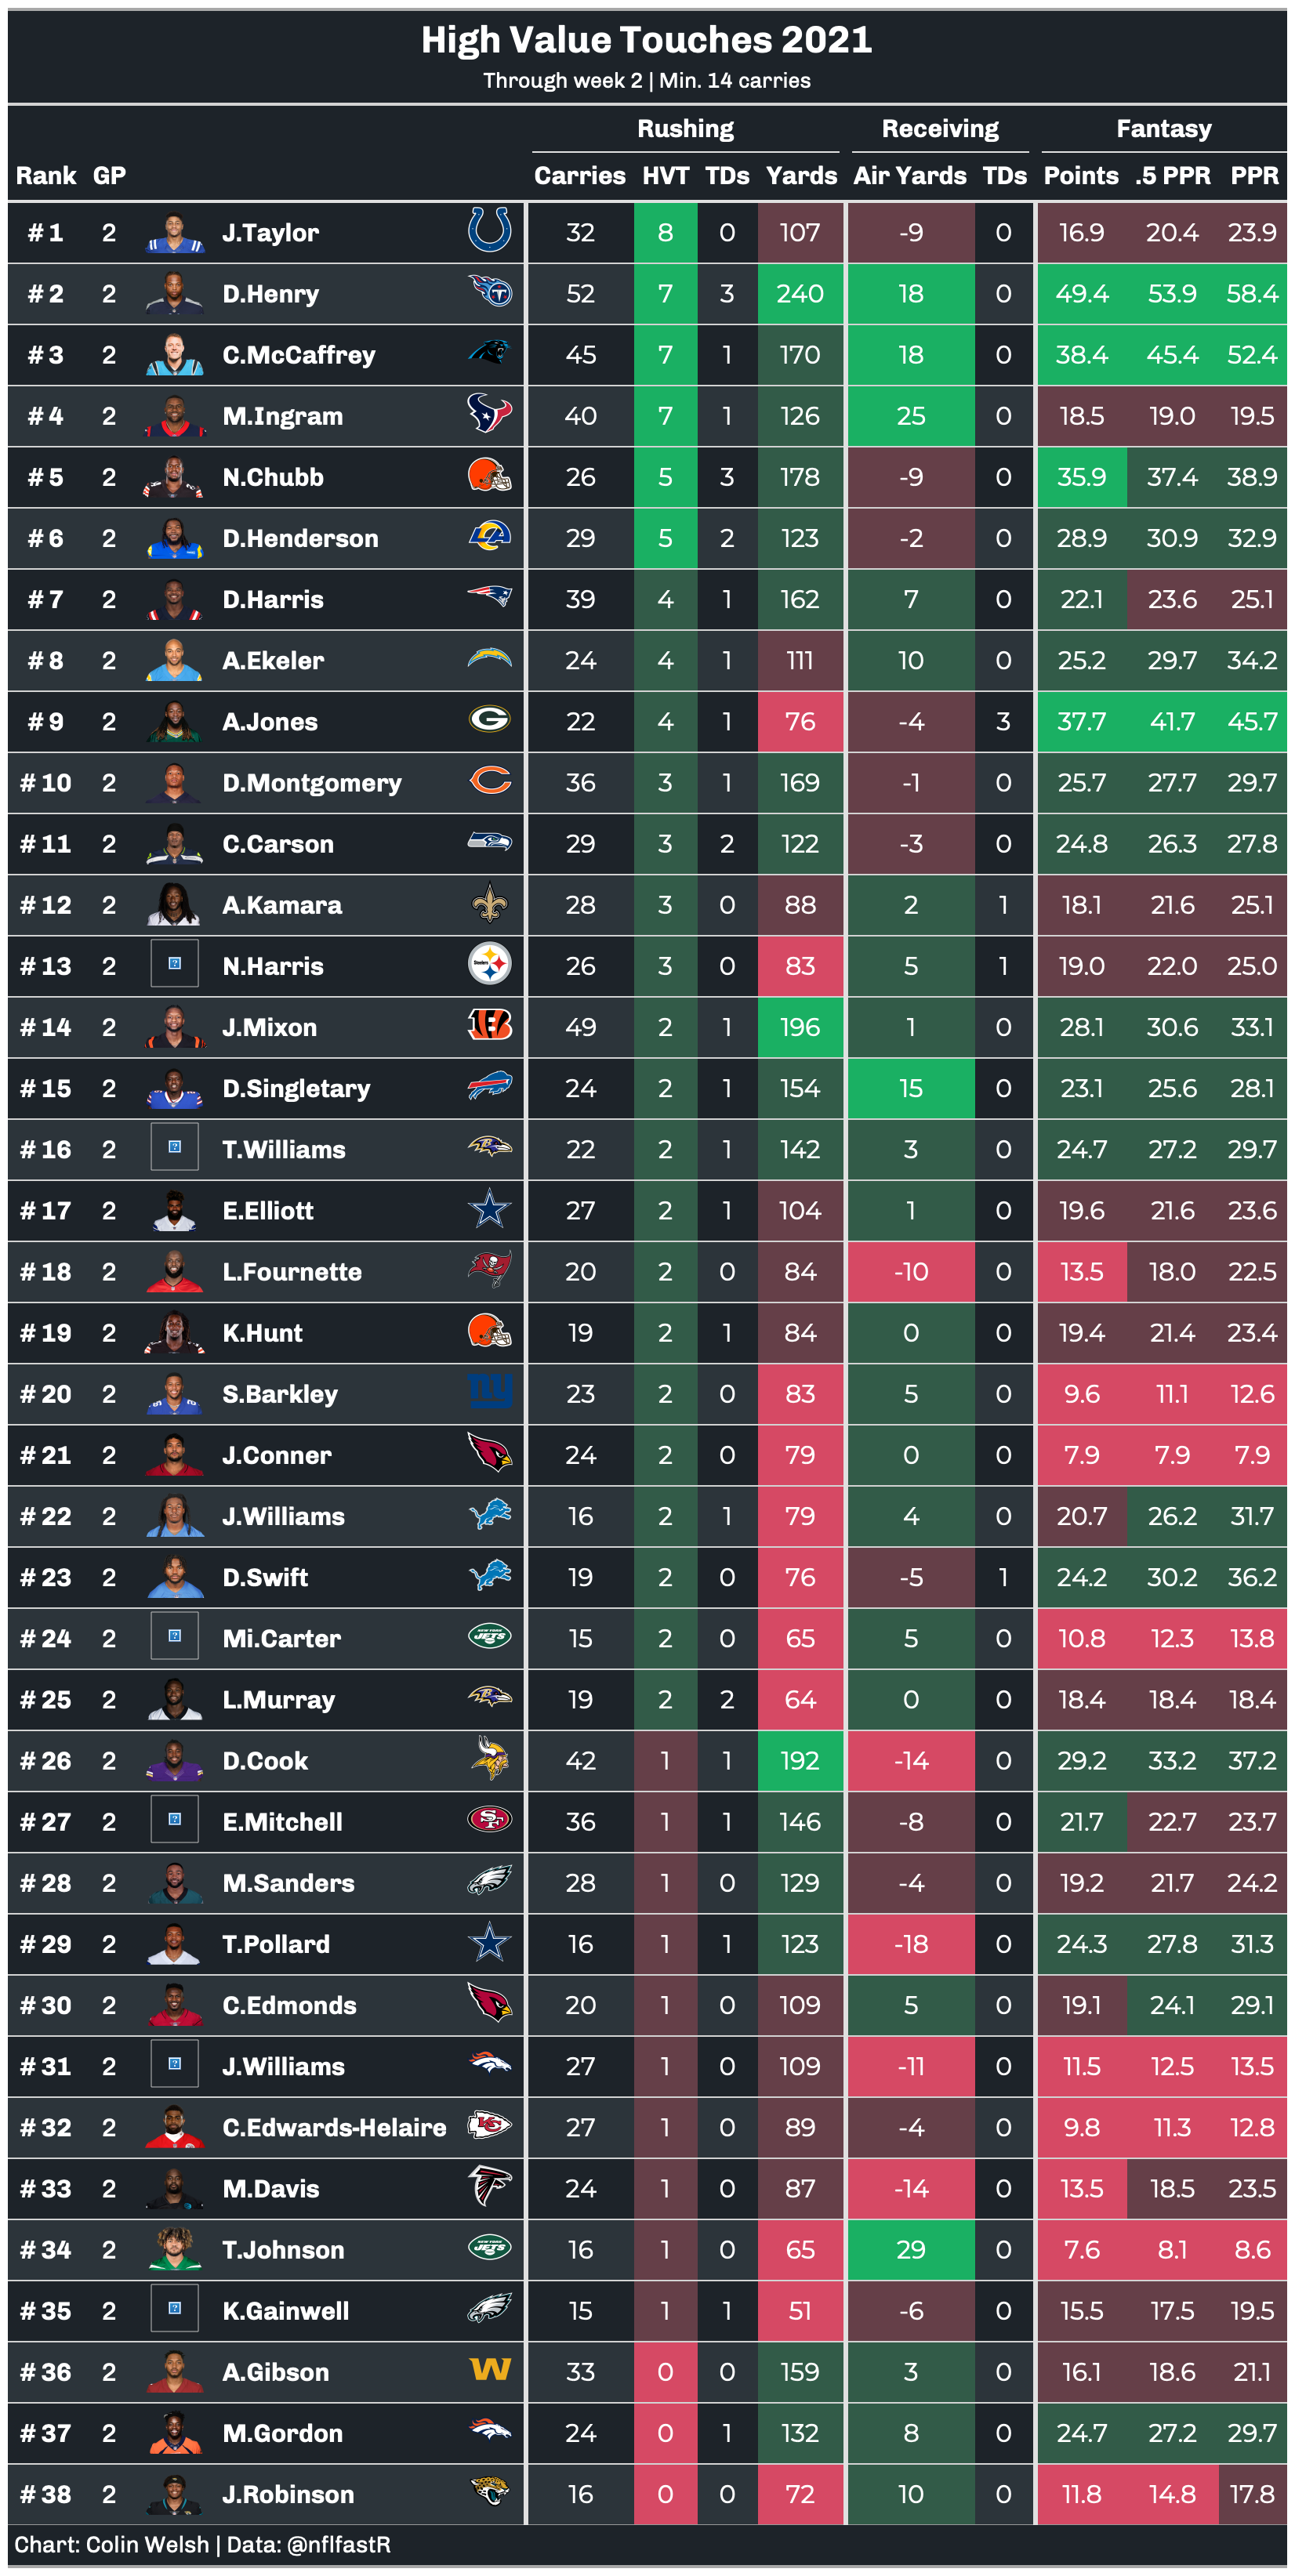 High Value Touches 2021
Through week 2 | Min. 14 carries
Rushing Receiving Fantasy
Rank GP Carries HVT TDs Yards Air Yards TDs Points .5 PPR PPR
# 1 2 J.Taylor 32 8 0 107 -9 0 16.9 20.4 23.9
# 2 2 D.Henry 52 7 3 240 18 0 49.4 53.9 58.4
# 3 2 C.McCaffrey 45 7 1 170 18 0 38.4 45.4 52.4
# 4 2 M.Ingram 40 7 1 126 25 0 18.5 19.0 19.5
# 5 2 N.Chubb 26 5 3 178 -9 0 35.9 37.4 38.9
# 6 2 D.Henderson 29 5 2 123 -2 0 28.9 30.9 32.9
# 7 2 D.Harris 39 4 1 162 7 0 22.1 23.6 25.1
# 8 2 A.Ekeler 24 4 1 111 10 0 25.2 29.7 34.2
# 9 2 A.Jones G 22 4 1 76 -4 3 37.7 41.7 45.7
# 10 2 D.Montgomery 36 3 1 169 -1 0 25.7 27.7 29.7
# 11 2 C.Carson 29 3 2 122 -3 0 24.8 26.3 27.8
# 12 2 A.Kamara 28 3 0 88 2 1 18.1 21.6 25.1
# 13 2 N.Harris Steelers 26 3 0 83 5 1 19.0 22.0 25.0
# 14 2 J.Mixon 49 2 1 196 1 0 28.1 30.6 33.1
# 15 2 D.Singletary 24 2 1 154 15 0 23.1 25.6 28.1
# 16 2 T.Williams 22 2 1 142 3 0 24.7 27.2 29.7
# 17 2 E.Elliott 27 2 1 104 1 0 19.6 21.6 23.6
# 18 2 L.Fournette 20 2 0 84 -10 0 13.5 18.0 22.5
# 19 2 K.Hunt 19 2 1 84 0 0 19.4 21.4 23.4
# 20 2 S.Barkley ny 23 2 0 83 5 0 9.6 11.1 12.6
# 21 2 J.Conner 24 2 0 79 0 0 7.9 7.9 7.9
# 22 2 J.Williams 16 2 1 79 4 0 20.7 26.2 31.7
# 23 2 D.Swift 19 2 0 76 -5 1 24.2 30.2 36.2
# 24 2 Mi.Carter NEW YORK JETS 15 2 0 65 5 0 10.8 12.3 13.8
# 25 2 L.Murray 19 2 2 64 0 0 18.4 18.4 18.4
# 26 2 D.Cook 42 1 1 192 -14 0 29.2 33.2 37.2
# 27 2 E.Mitchell SF 36 1 1 146 -8 0 21.7 22.7 23.7
# 28 2 M.Sanders 28 1 0 129 -4 0 19.2 21.7 24.2
# 29 2 T.Pollard 16 1 1 123 -18 0 24.3 27.8 31.3
# 30 2 C.Edmonds 20 1 0 109 5 0 19.1 24.1 29.1
# 31 2 J.Williams 27 1 0 109 -11 0 11.5 12.5 13.5
# 32 2 C.Edwards-Helaire KC 27 1 0 89 -4 0 9.8 11.3 12.8
# 33 2 M.Davis 24 1 0 87 -14 0 13.5 18.5 23.5
# 34 2 T.Johnson NEW YORK JETS 16 1 0 65 29 0 7.6 8.1 8.6
# 35 2 K.Gainwell 15 1 1 51 -6 0 15.5 17.5 19.5
# 36 2 A.Gibson W 33 0 0 159 3 0 16.1 18.6 21.1
# 37 2 M.Gordon 24 0 1 132 8 0 24.7 27.2 29.7
# 38 2 J.Robinson 16 0 0 72 10 0 11.8 14.8 17.8
Chart: Colin Welsh | Data: @nflfastR